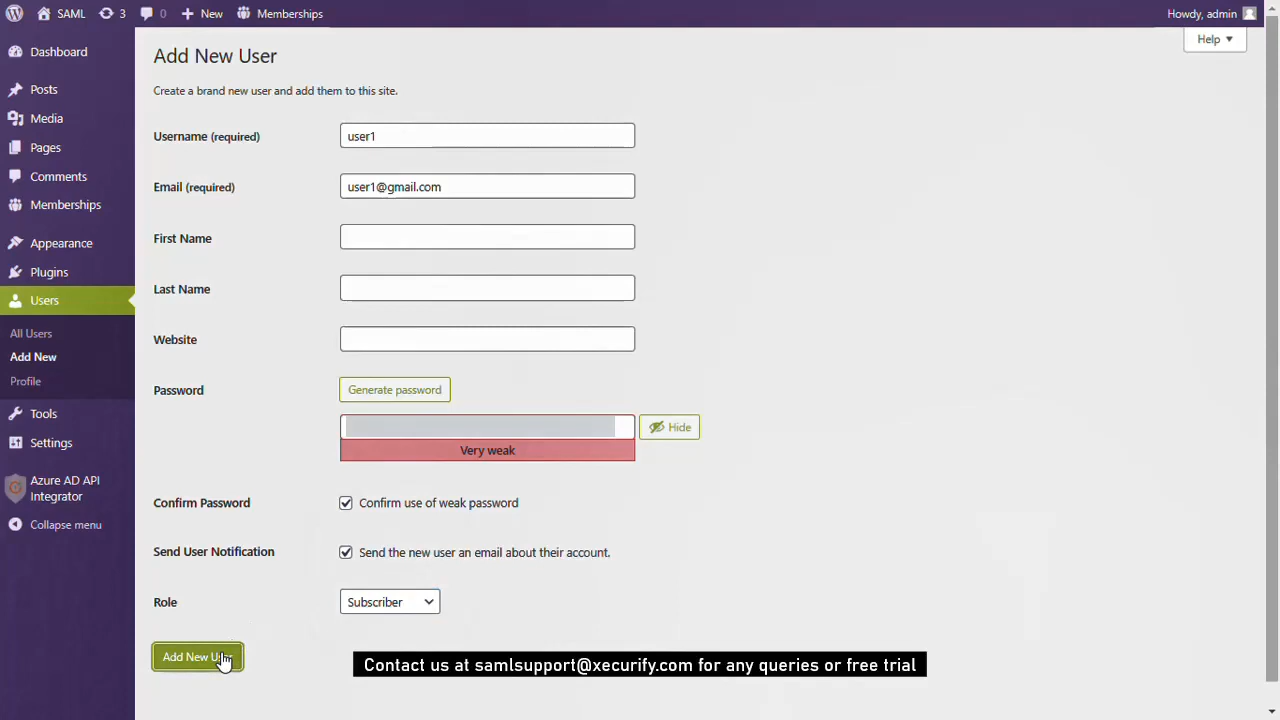 SAML 3 0 New Memberships Howdy, admin
Help
Dashboard
Posts
Media
Pages
Comments
Memberships
Appearance
Plugins
Users
All Users
Add New
Profile
Tools
Settings
Azure AD API
Integrator
Collapse menu
Add New User
Create a brand new user and add them to this site.
Username (required) user1
Email (required) user1@gmail.com
First Name
Last Name
Website
Password Generate password
Hide
Very weak
Confirm Password Confirm use of weak password
Send User Notification Send the new user an email about their account.
Role Subscriber
Add New User
Contact us at samlsupport@xecurify.com for any queries or free trial